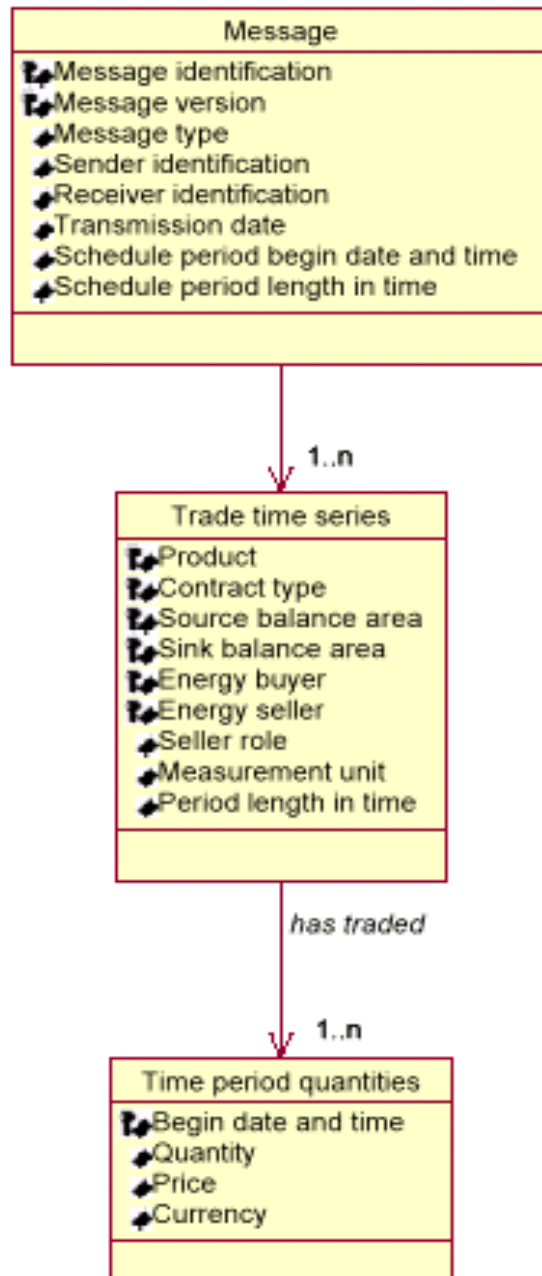 Message
Message identification
Message version
Message type
Sender identification
Receiver identification
Transmission date
Schedule period begin date and time
Schedule period length in time
1..n
Trade time series
Product
Contract type
Source balance area
Sink balance area
Energy buyer
Energy seller
Seller role
Measurement unit
Period length in time
has traded
1..n
Time period quantities
Begin date and time
Quantity
Price
Currency